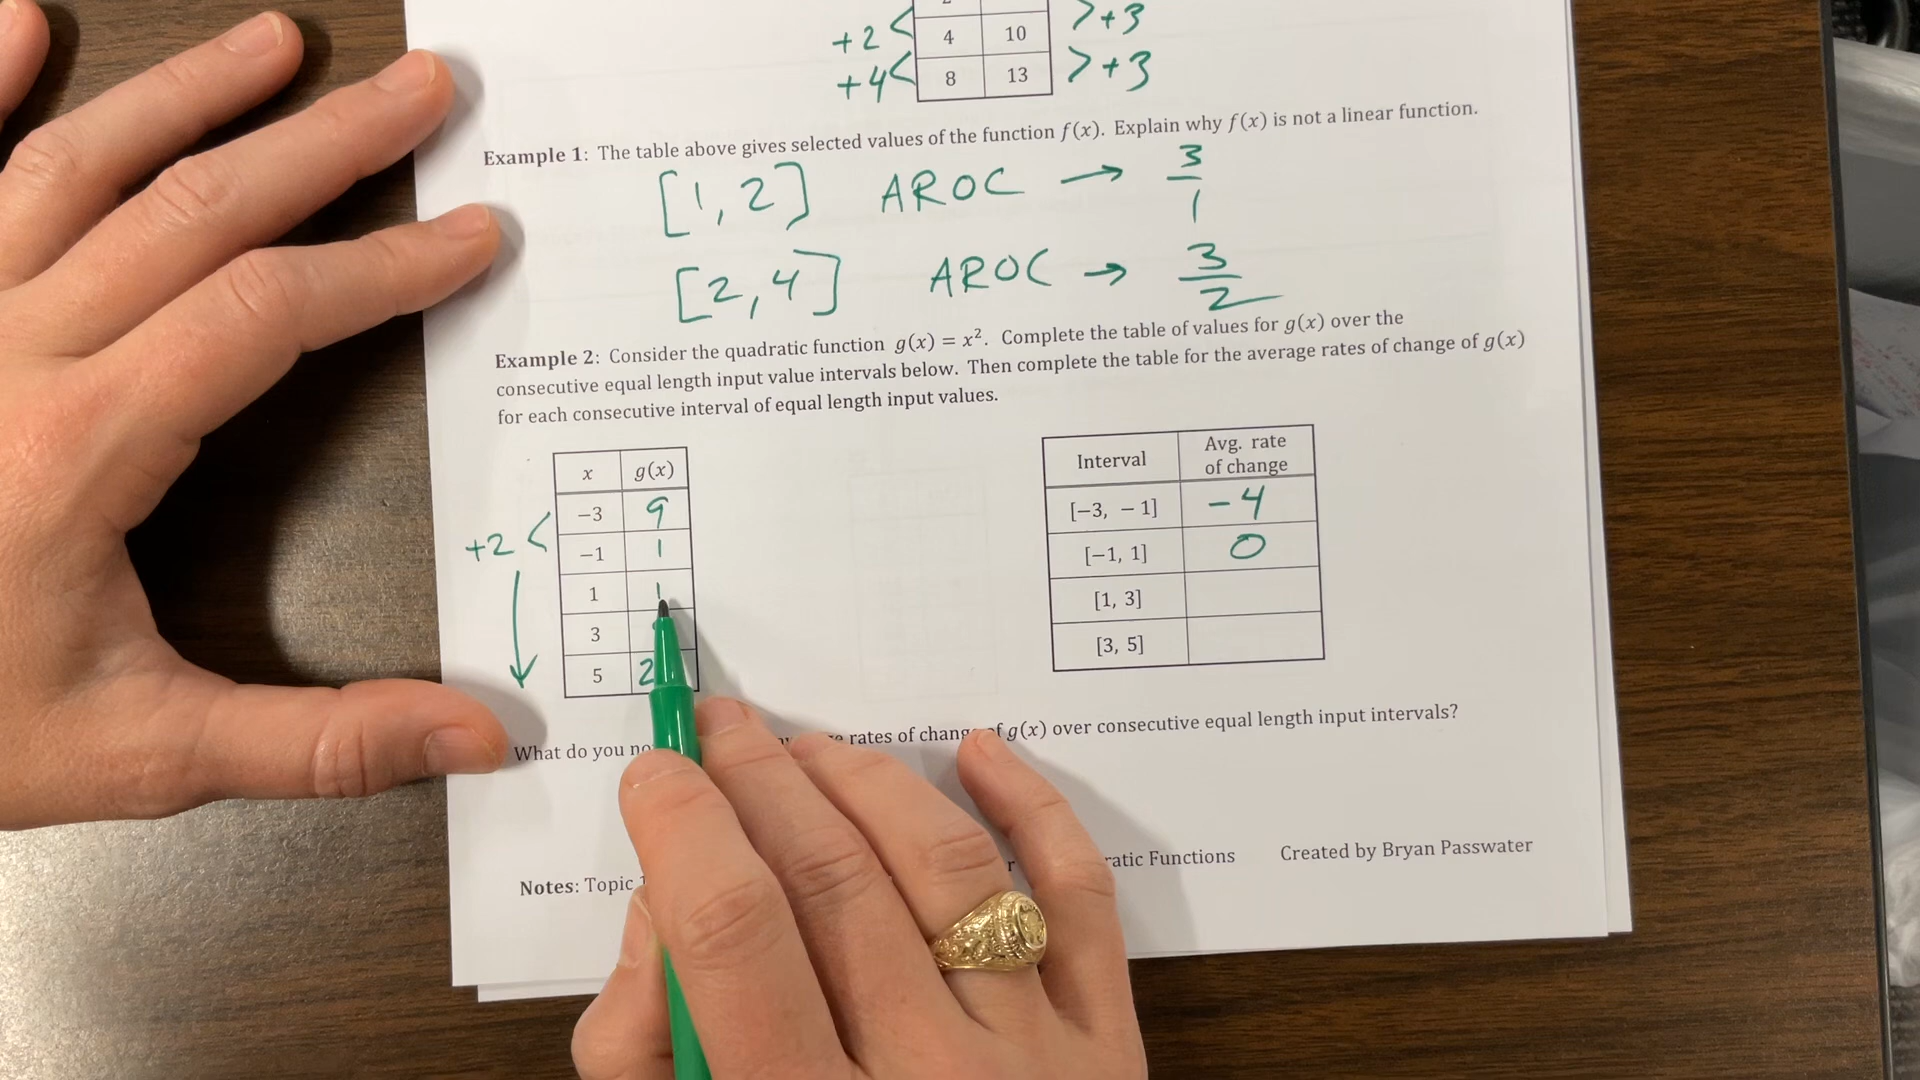 +2 < 4 10 > +3
+4 < 8 13 > +3
Example 1: The table above gives selected values of the function f(x). Explain why f(x) is not a linear function.
[1, 2] AROC → 3/1
[2, 4] AROC → 3/2
Example 2: Consider the quadratic function g(x) = x². Complete the table of values for g(x) over the
consecutive equal length input value intervals below. Then complete the table for the average rates of change of g(x)
for each consecutive interval of equal length input values.
x g(x)
−3 9
+2 <
−1 1
1 1
3
5 2
Interval Avg. rate
of change
[−3, −1] −4
[−1, 1] 0
[1, 3]
[3, 5]
What do you rates of change of g(x) over consecutive equal length input intervals?
Notes: Topic Functions Created by Bryan Passwater